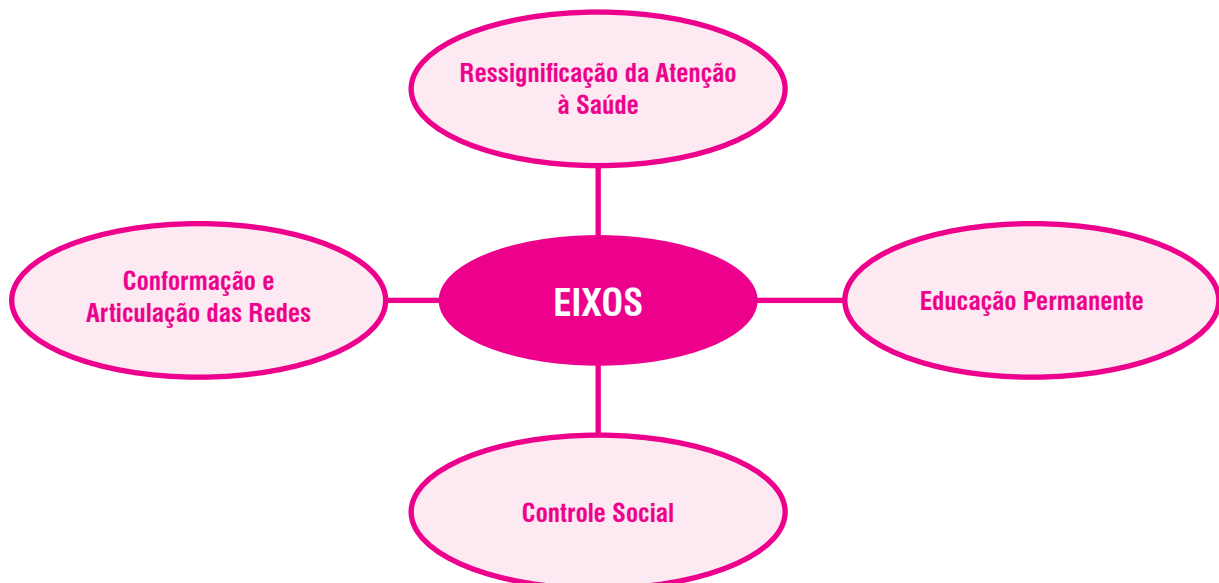 Ressignificação da Atenção
à Saúde
Conformação e
Articulação das Redes
EIXOS
Educação Permanente
Controle Social